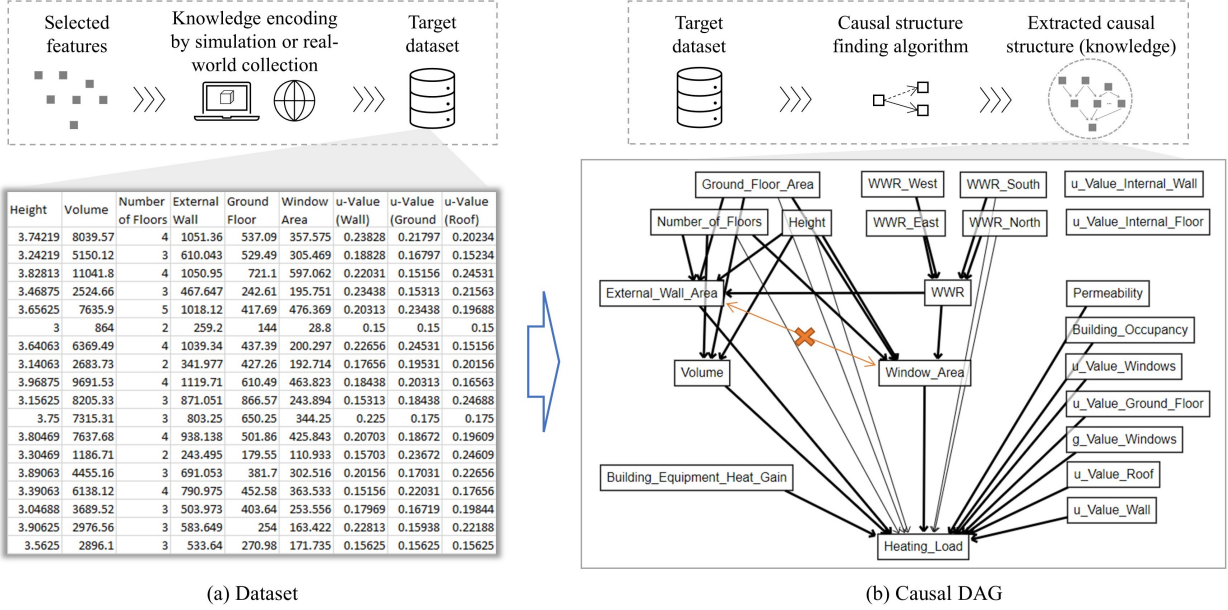 Selected
features
Knowledge encoding
by simulation or real-
world collection
Target
dataset
Target
dataset
Causal structure
finding algorithm
Extracted causal
structure (knowledge)
Height Volume Number of Floors External Wall Ground Floor Window Area u-Value (Wall) u-Value (Ground u-Value (Roof)
3.74219 8039.57 4 1051.36 537.09 357.575 0.23828 0.21797 0.20234
3.24219 5150.12 3 610.043 529.49 305.469 0.18828 0.16797 0.15234
3.82813 11041.8 4 1050.95 721.1 597.062 0.22031 0.15156 0.24531
3.46875 2524.66 3 467.647 242.61 195.751 0.23438 0.15313 0.21563
3.65625 7635.9 5 1018.12 417.69 476.369 0.20313 0.23438 0.19688
3 864 2 259.2 144 28.8 0.15 0.15 0.15
3.64063 6369.49 4 1039.34 437.39 200.297 0.22656 0.24531 0.15156
3.14063 2683.73 2 341.977 427.26 192.714 0.17656 0.19531 0.20156
3.96875 9691.53 4 1119.71 610.49 463.823 0.18438 0.20313 0.16563
3.15625 8205.33 3 871.051 866.57 243.894 0.15313 0.18438 0.24688
3.75 7315.31 3 803.25 650.25 344.25 0.225 0.175 0.175
3.80469 7637.68 4 938.138 501.86 425.843 0.20703 0.18672 0.19609
3.30469 1186.71 2 243.495 179.55 110.933 0.15703 0.23672 0.24609
3.89063 4455.16 3 691.053 381.7 302.516 0.20156 0.17031 0.22656
3.39063 6138.12 4 790.975 452.58 363.533 0.15156 0.22031 0.17656
3.04688 3689.52 3 503.973 403.64 253.556 0.17969 0.16719 0.19844
3.90625 2976.56 3 583.649 254 163.422 0.22813 0.15938 0.22188
3.5625 2896.1 3 533.64 270.98 171.735 0.15625 0.15625 0.15625
Ground_Floor_Area
WWR_West
WWR_South
u_Value_Internal_Wall
Number_of_Floors
Height
WWR_East
WWR_North
u_Value_Internal_Floor
External_Wall_Area
WWR
Permeability
Building_Occupancy
Volume
Window_Area
u_Value_Windows
u_Value_Ground_Floor
g_Value_Windows
Building_Equipment_Heat_Gain
u_Value_Roof
u_Value_Wall
Heating_Load
(a) Dataset
(b) Causal DAG